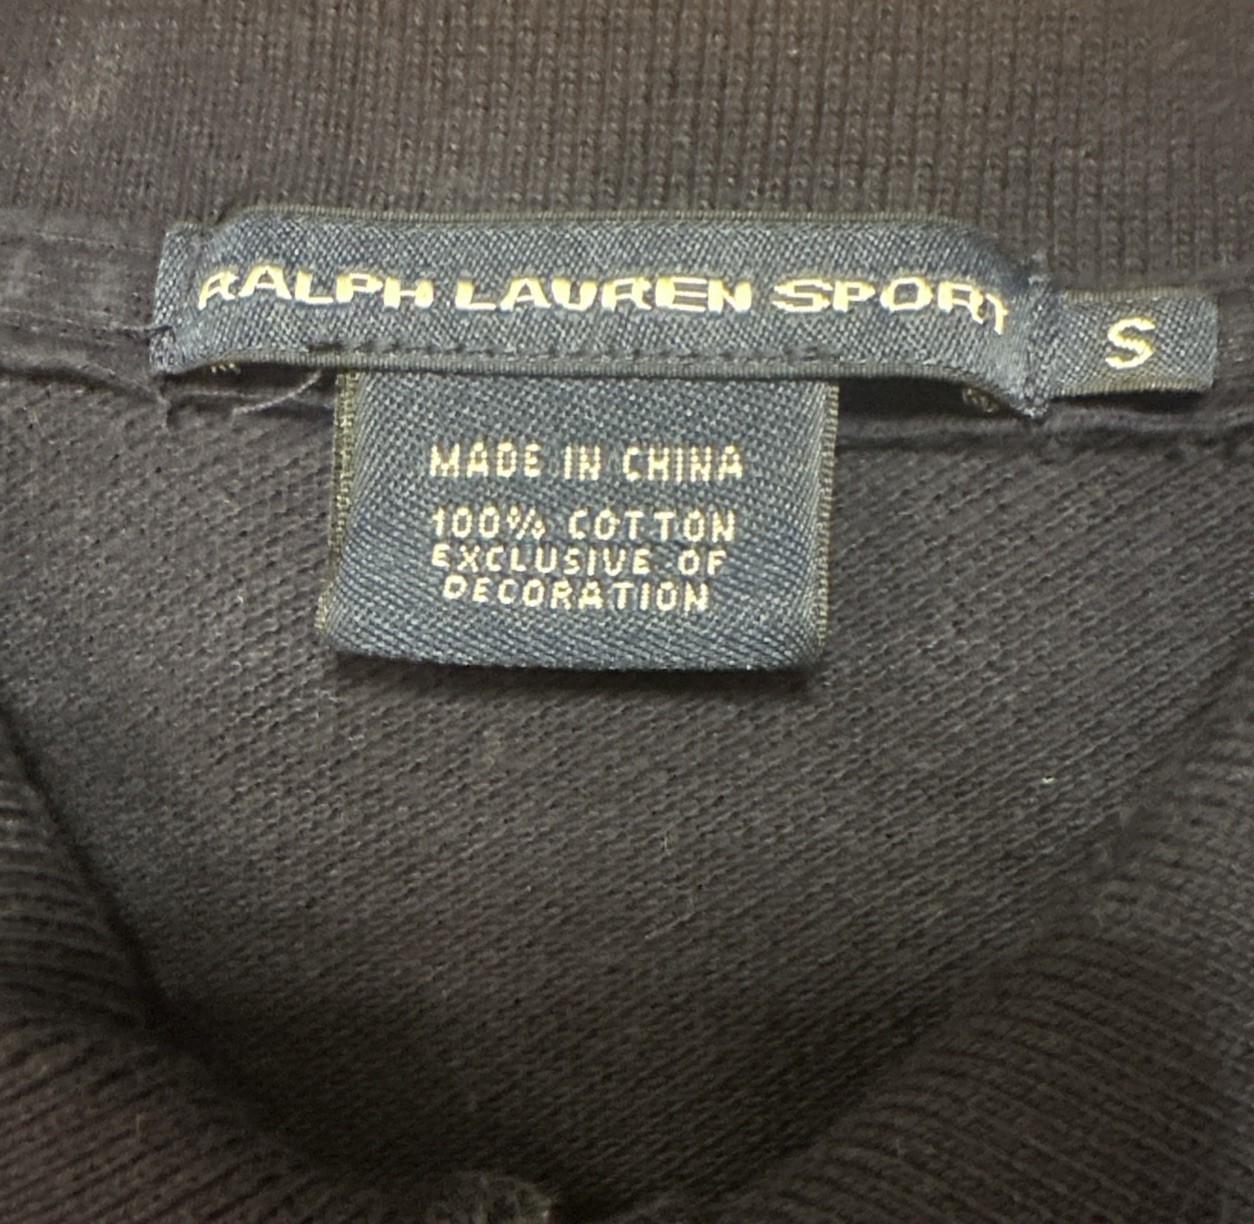 RALPH LAUREN SPORT
S
MADE IN CHINA
100% COTTON
EXCLUSIVE OF
DECORATION